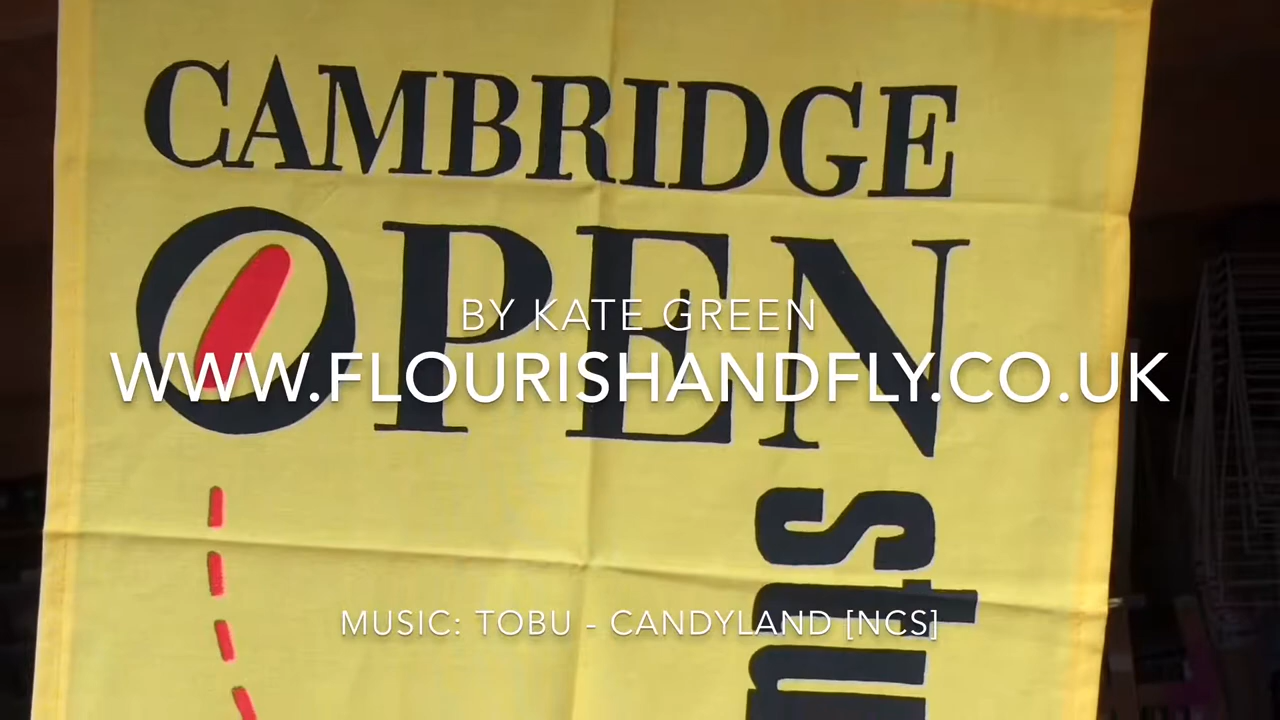 CAMBRIDGE
OPEN
BY KATE GREEN
WWW.FLOURISHANDFLY.CO.UK
MUSIC: TOBU - CANDYLAND [NCS]